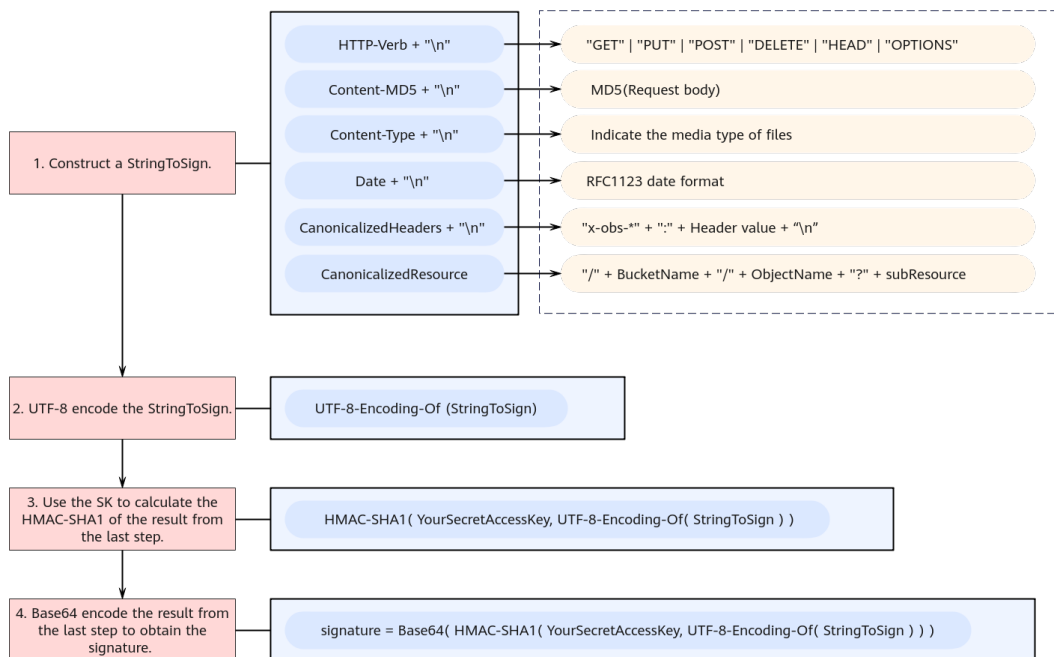 HTTP-Verb + "\n"
"GET" | "PUT" | "POST" | "DELETE" | "HEAD" | "OPTIONS"
Content-MD5 + "\n"
MD5(Request body)
Content-Type + "\n"
Indicate the media type of files
1. Construct a StringToSign.
Date + "\n"
RFC1123 date format
CanonicalizedHeaders + "\n"
"x-obs-*" + ":" + Header value + “\n”
CanonicalizedResource
"/" + BucketName + "/" + ObjectName + "?" + subResource
2. UTF-8 encode the StringToSign.
UTF-8-Encoding-Of (StringToSign)
3. Use the SK to calculate the
HMAC-SHA1 of the result from
the last step.
HMAC-SHA1( YourSecretAccessKey, UTF-8-Encoding-Of( StringToSign ) )
4. Base64 encode the result from
the last step to obtain the
signature.
signature = Base64( HMAC-SHA1( YourSecretAccessKey, UTF-8-Encoding-Of( StringToSign ) ) )